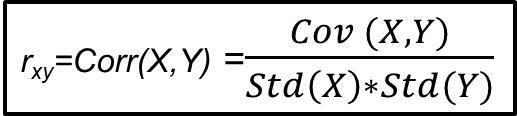 r_xy=Corr(X,Y) = Cov (X,Y) / Std(X)*Std(Y)